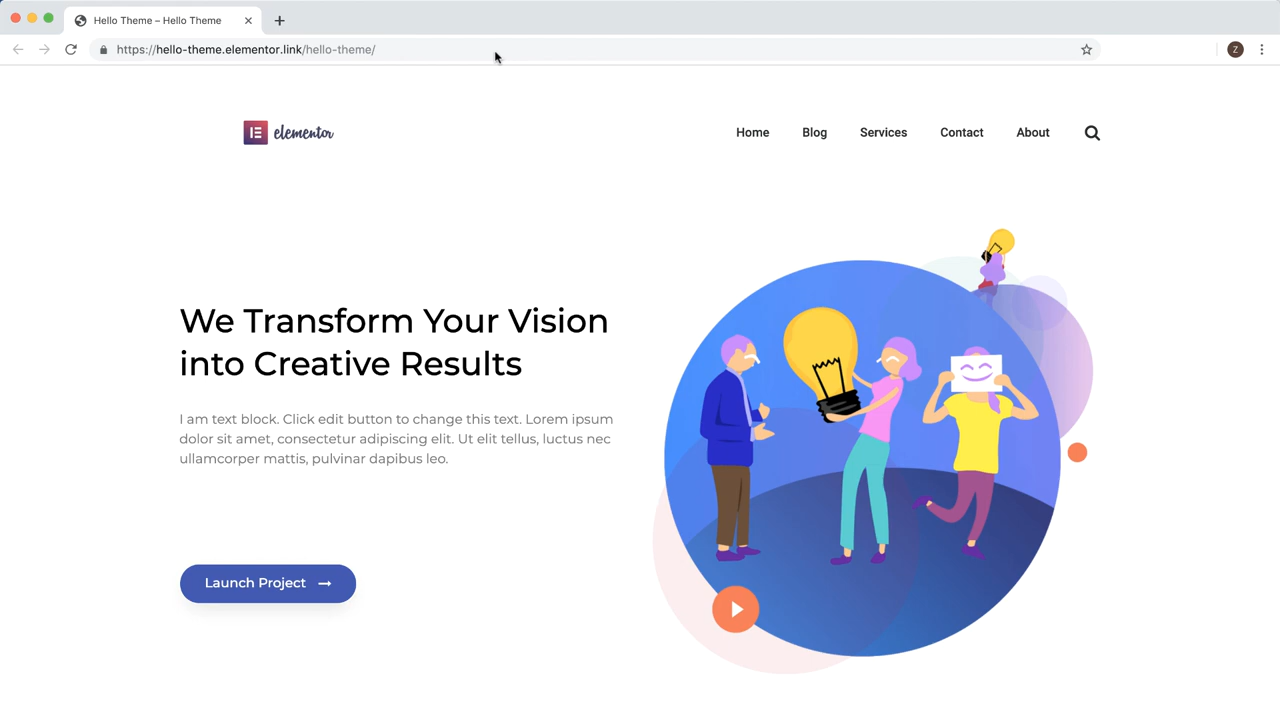 Hello Theme – Hello Theme
https://hello-theme.elementor.link/hello-theme/
Z
elementor
Home Blog Services Contact About
We Transform Your Vision
into Creative Results
I am text block. Click edit button to change this text. Lorem ipsum
dolor sit amet, consectetur adipiscing elit. Ut elit tellus, luctus nec
ullamcorper mattis, pulvinar dapibus leo.
Launch Project →